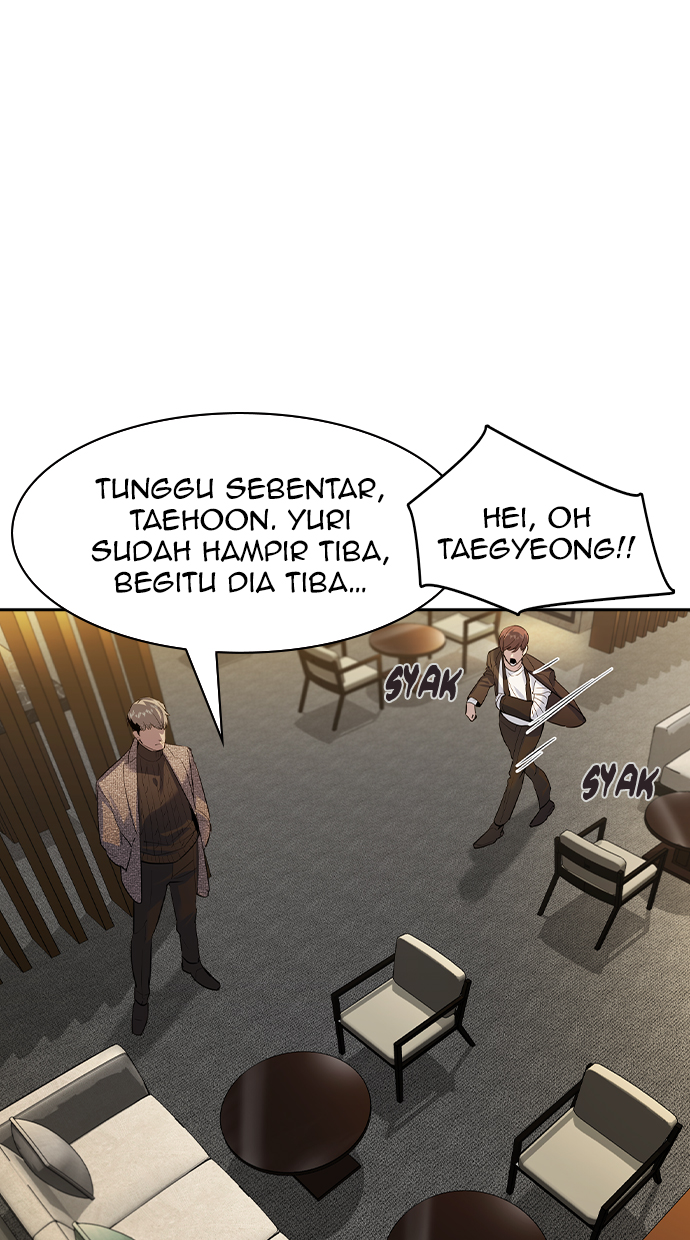 TUNGGU SEBENTAR,
TAEHOON. YURI
SUDAH HAMPIR TIBA,
BEGITU DIA TIBA...
HEI, OH
TAEGYEONG!!
SYAK
SYAK